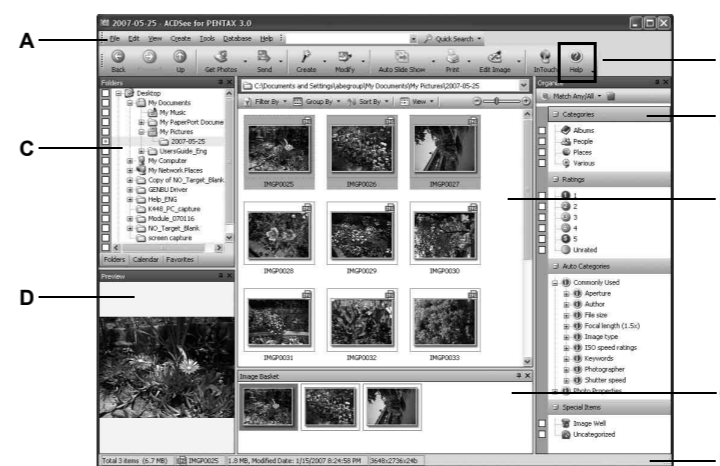 2007-05-25 - ACDSee for PENTAX 3.0
A
File Edit View Create Tools Database Help Quick Search
Back Up Get Photos Send Create Modify Auto Slide Show Print Edit Image InTouch Help
Folders
C
Desktop
My Documents
My Music
My PaperPort Docume
My Pictures
2007-05-25
UsersGuide_Eng
My Computer
My Network Places
Copy of NO_Target_Blank
GENBU Driver
Help_ENG
K448_PC_capture
Module_070116
NO_Target_Blank
screen capture
Folders Calendar Favorites
Preview
D
C:\Documents and Settings\abegroup\My Documents\My Pictures\2007-05-25
Filter By Group By Sort By View
IMGP0025 IMGP0026 IMGP0027
IMGP0028 IMGP0029 IMGP0030
IMGP0031 IMGP0032 IMGP0033
Image Basket
Match Any/All
Categories
Albums
People
Places
Various
Ratings
1
2
3
4
5
Unrated
Auto Categories
Commonly Used
Aperture
Author
File size
Focal length (1.5x)
Image type
ISO speed ratings
Keywords
Photographer
Shutter speed
Photo Properties
Special Items
Image Well
Uncategorized
Total 3 items (6.7 MB) IMGP0025 1.8 MB, Modified Date: 1/15/2007 8:24:58 PM 3648x2736x24b